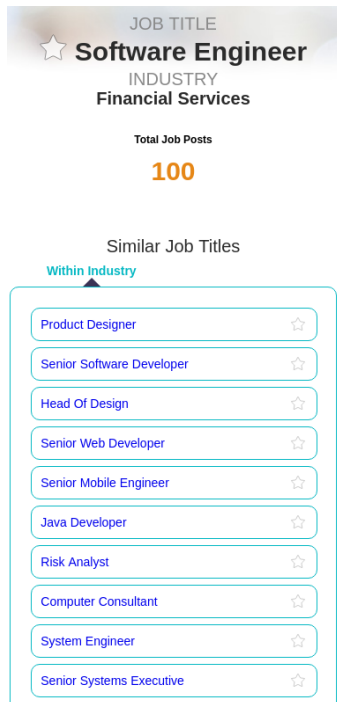 JOB TITLE
Software Engineer
INDUSTRY
Financial Services
Total Job Posts
100
Similar Job Titles
Within Industry
Product Designer
Senior Software Developer
Head Of Design
Senior Web Developer
Senior Mobile Engineer
Java Developer
Risk Analyst
Computer Consultant
System Engineer
Senior Systems Executive